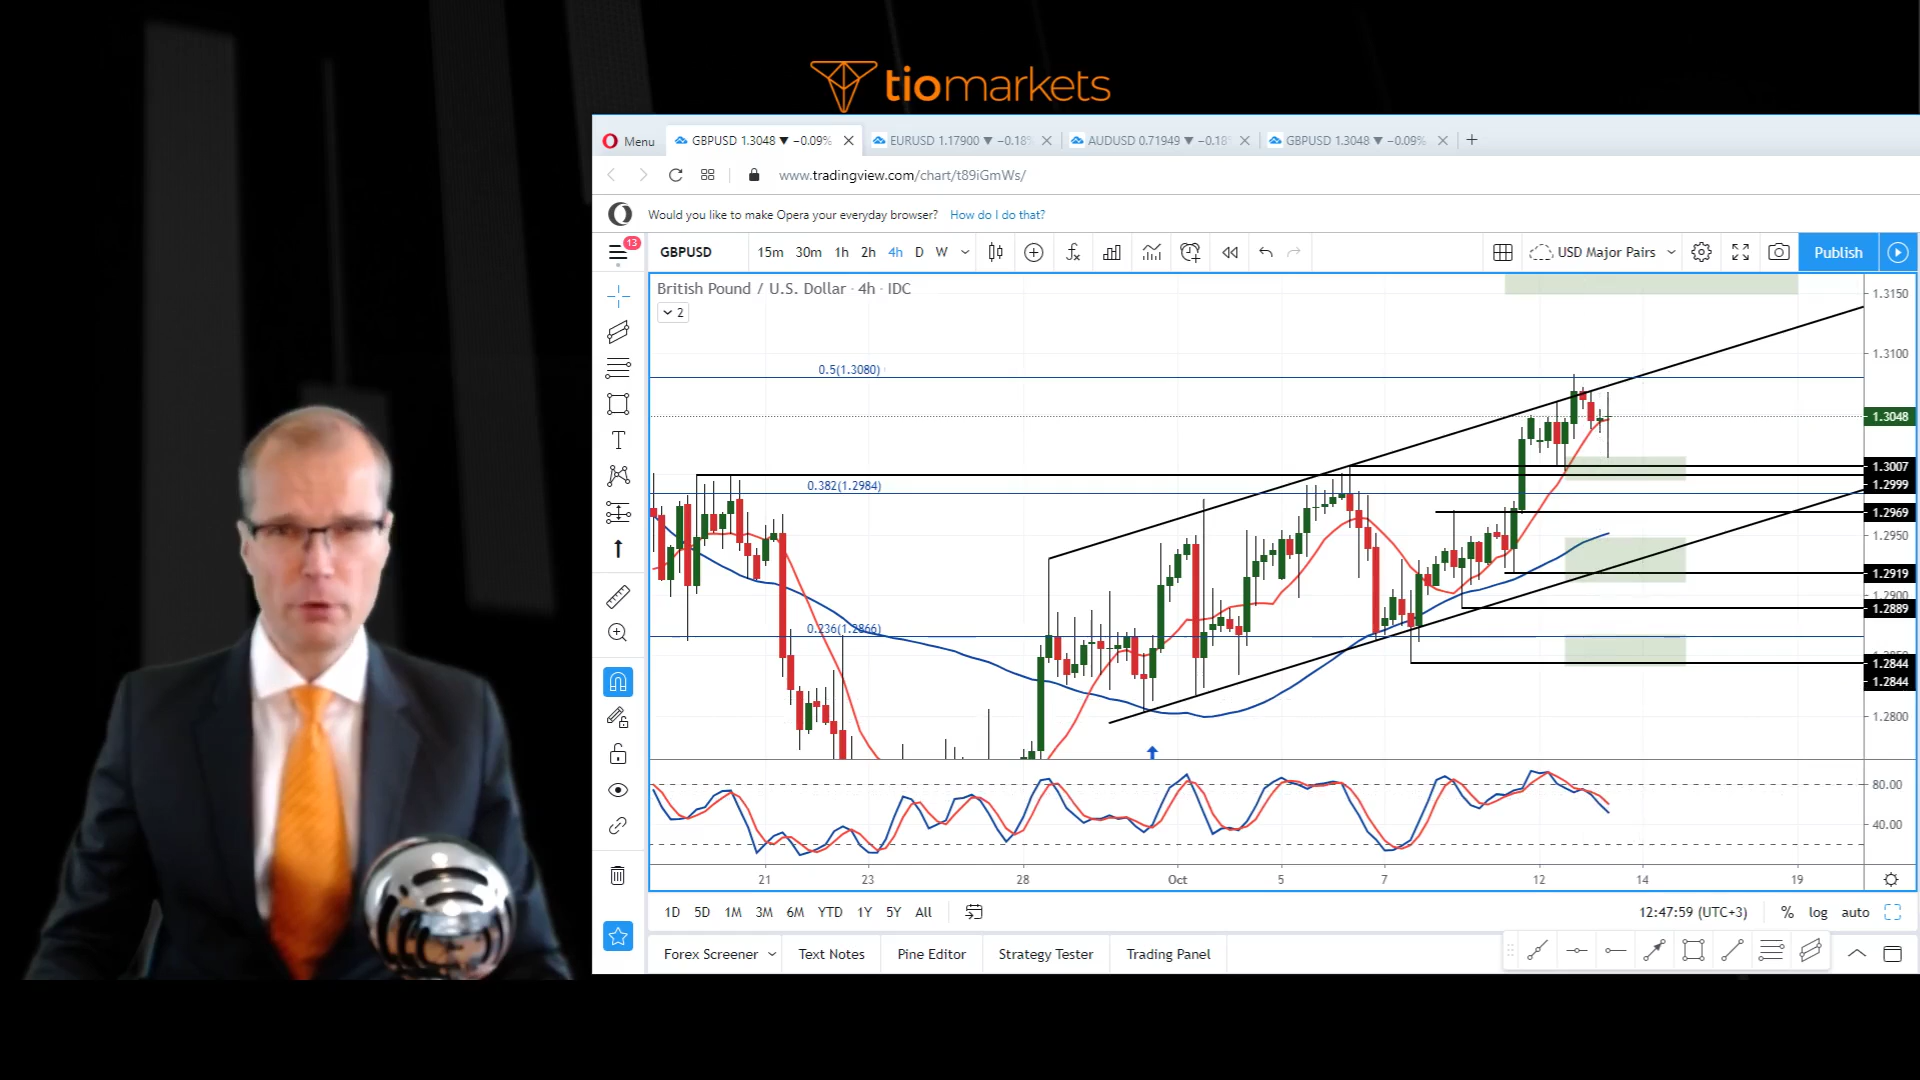 tiomarkets
Menu
GBPUSD 1.3048 ▼ −0.09%
EURUSD 1.17900 ▼ −0.18
AUDUSD 0.71949 ▼ −0.18
GBPUSD 1.3048 ▼ −0.09%
www.tradingview.com/chart/t89iGmWs/
Would you like to make Opera your everyday browser? How do I do that?
13
GBPUSD 15m 30m 1h 2h 4h D W
USD Major Pairs
Publish
British Pound / U.S. Dollar · 4h · IDC
2
1.3150
1.3100
0.5(1.3080)
1.3048
1.3007
1.2999
0.382(1.2984)
1.2969
1.2950
1.2919
1.2900
1.2889
0.236(1.2866)
1.2844
1.2844
1.2800
80.00
40.00
21 23 28 Oct 5 7 12 14 19
1D 5D 1M 3M 6M YTD 1Y 5Y All
12:47:59 (UTC+3) % log auto
Forex Screener Text Notes Pine Editor Strategy Tester Trading Panel